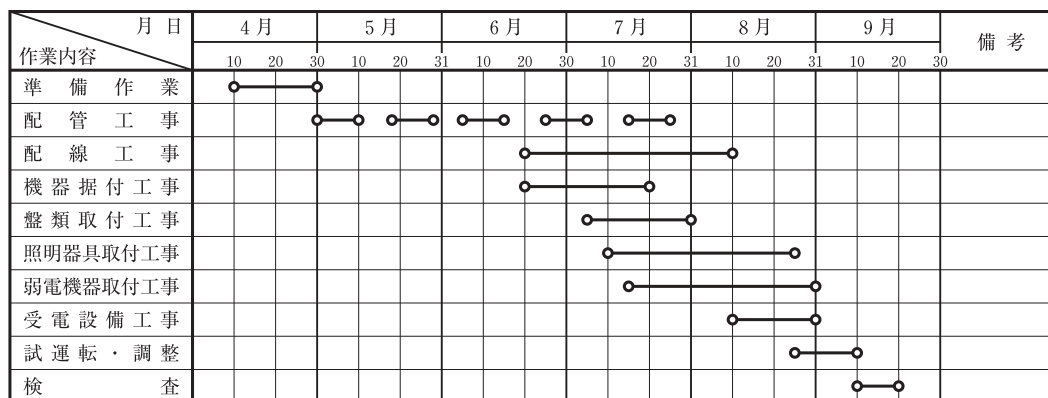 月 日
作業内容
4月 5月 6月 7月 8月 9月 備考
10 20 30 10 20 31 10 20 30 10 20 31 10 20 31 10 20 30
準備作業
配管工事
配線工事
機器据付工事
盤類取付工事
照明器具取付工事
弱電機器取付工事
受電設備工事
試運転・調整
検査